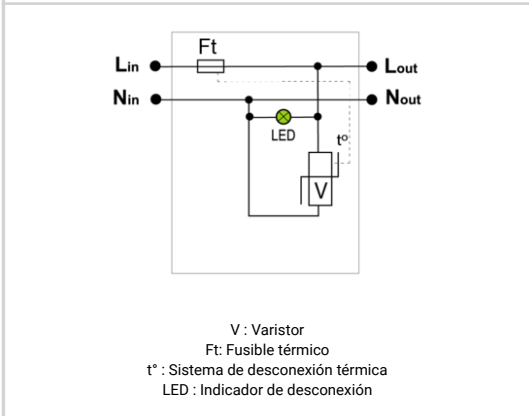 Ft
Lin
Lout
Nin
Nout
LED
t°
V
V : Varistor
Ft: Fusible térmico
t° : Sistema de desconexión térmica
LED : Indicador de desconexión